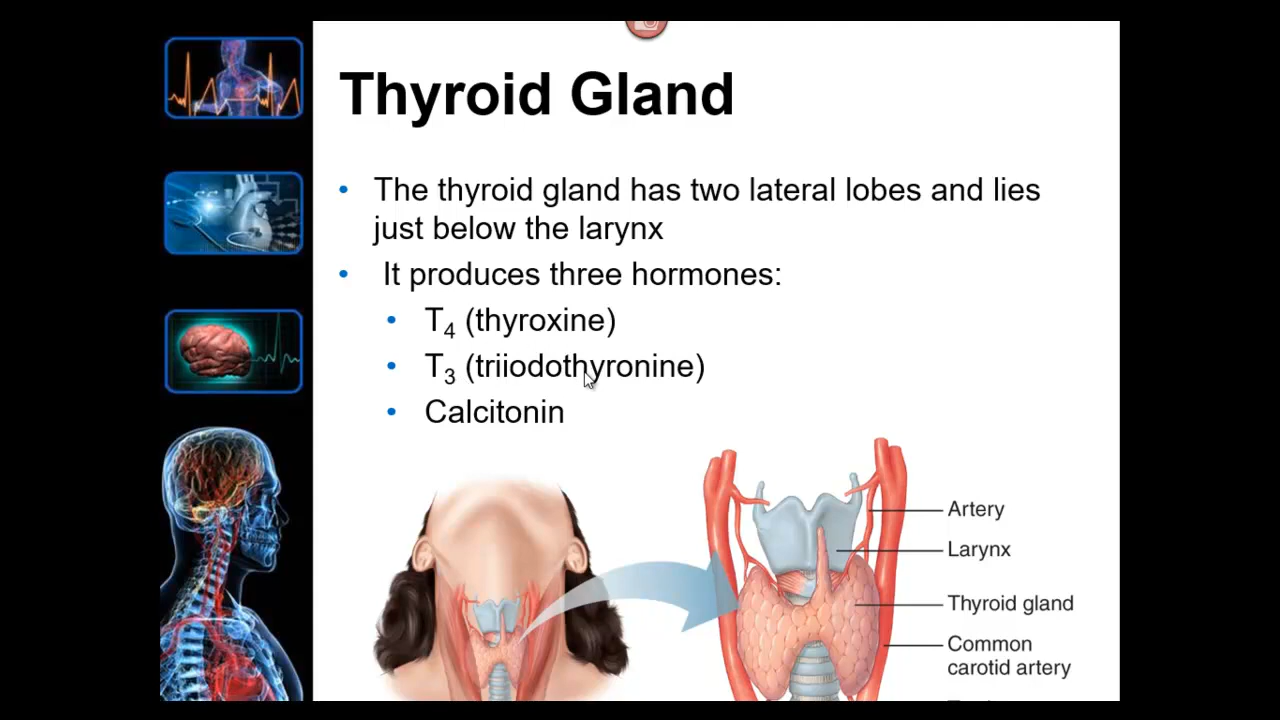 Thyroid Gland
• The thyroid gland has two lateral lobes and lies
just below the larynx
• It produces three hormones:
• T₄ (thyroxine)
• T₃ (triiodothyronine)
• Calcitonin
Artery
Larynx
Thyroid gland
Common
carotid artery